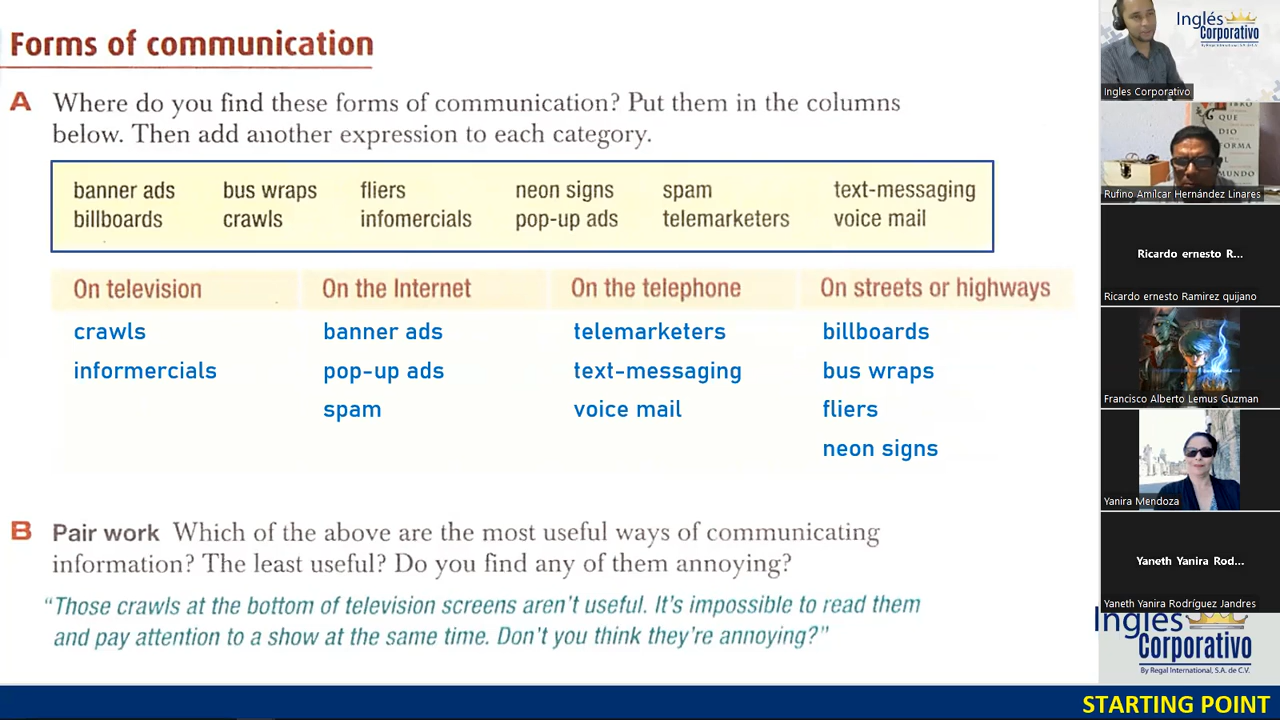 Forms of communication
A Where do you find these forms of communication? Put them in the columns
below. Then add another expression to each category.
banner ads bus wraps fliers neon signs spam text-messaging
billboards crawls infomercials pop-up ads telemarketers voice mail
On television On the Internet On the telephone On streets or highways
crawls banner ads telemarketers billboards
informercials pop-up ads text-messaging bus wraps
spam voice mail fliers
neon signs
B Pair work Which of the above are the most useful ways of communicating
information? The least useful? Do you find any of them annoying?
"Those crawls at the bottom of television screens aren't useful. It's impossible to read them
and pay attention to a show at the same time. Don't you think they're annoying?"
STARTING POINT
Inglés
Corporativo
Ingles Corporativo
QUE
DIO
FORMA
AL
MUNDO
Rufino Amílcar Hernández Linares
Ricardo ernesto R...
Ricardo ernesto Ramirez quijano
Francisco Alberto Lemus Guzman
Yanira Mendoza
Yaneth Yanira Rod...
Yaneth Yanira Rodríguez Jandres
Inglés
Corporativo
By Regal International, S.A. de C.V.